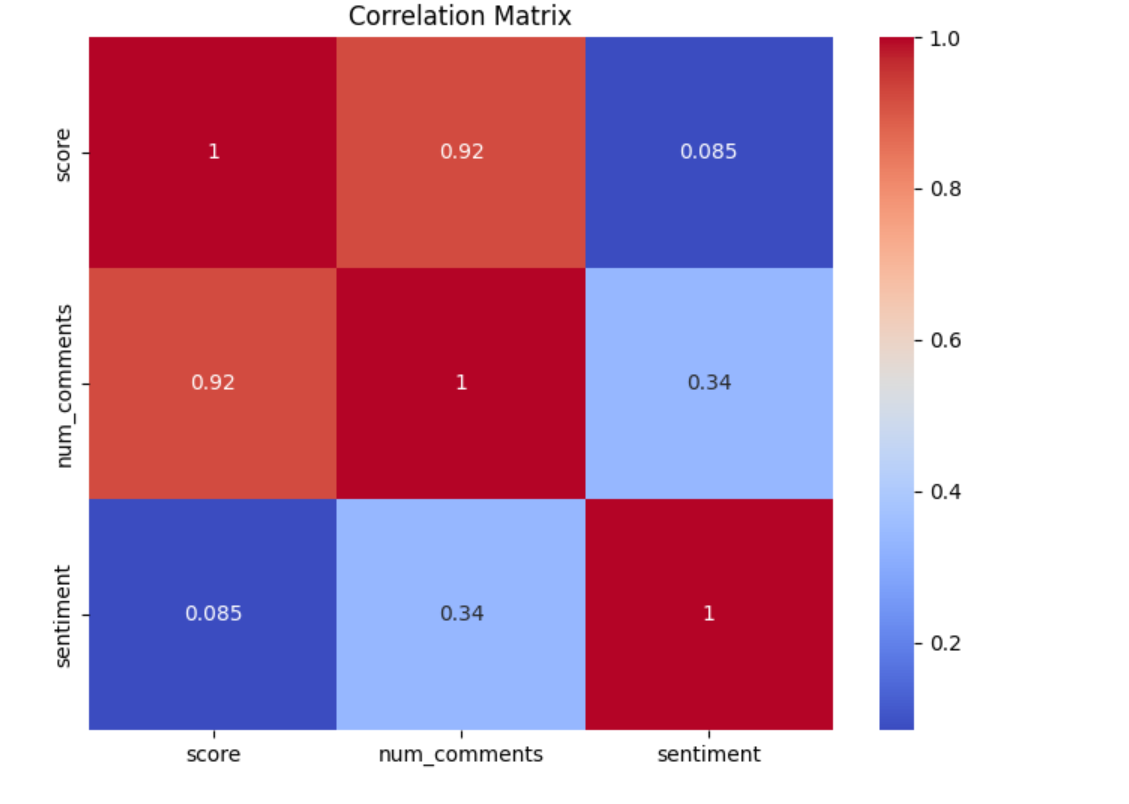 Correlation Matrix
score
1
0.92
0.085
num_comments
0.92
1
0.34
sentiment
0.085
0.34
1
score
num_comments
sentiment
1.0
0.8
0.6
0.4
0.2